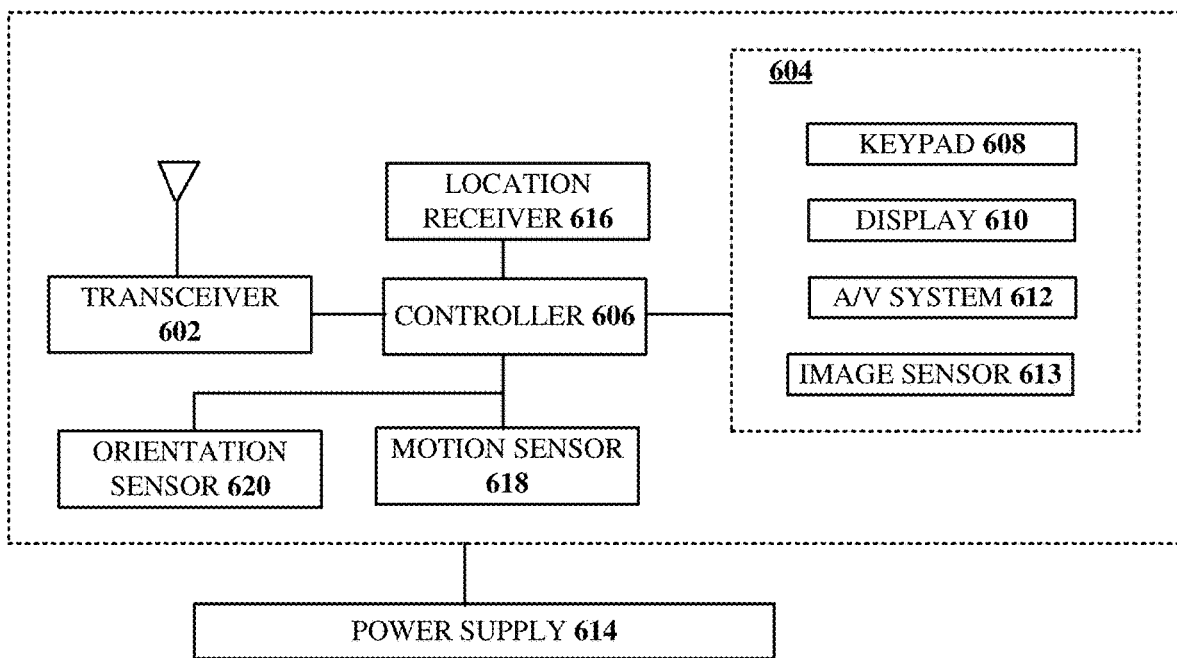 604
KEYPAD 608
DISPLAY 610
A/V SYSTEM 612
IMAGE SENSOR 613
LOCATION
RECEIVER 616
TRANSCEIVER
602
CONTROLLER 606
ORIENTATION
SENSOR 620
MOTION SENSOR
618
POWER SUPPLY 614